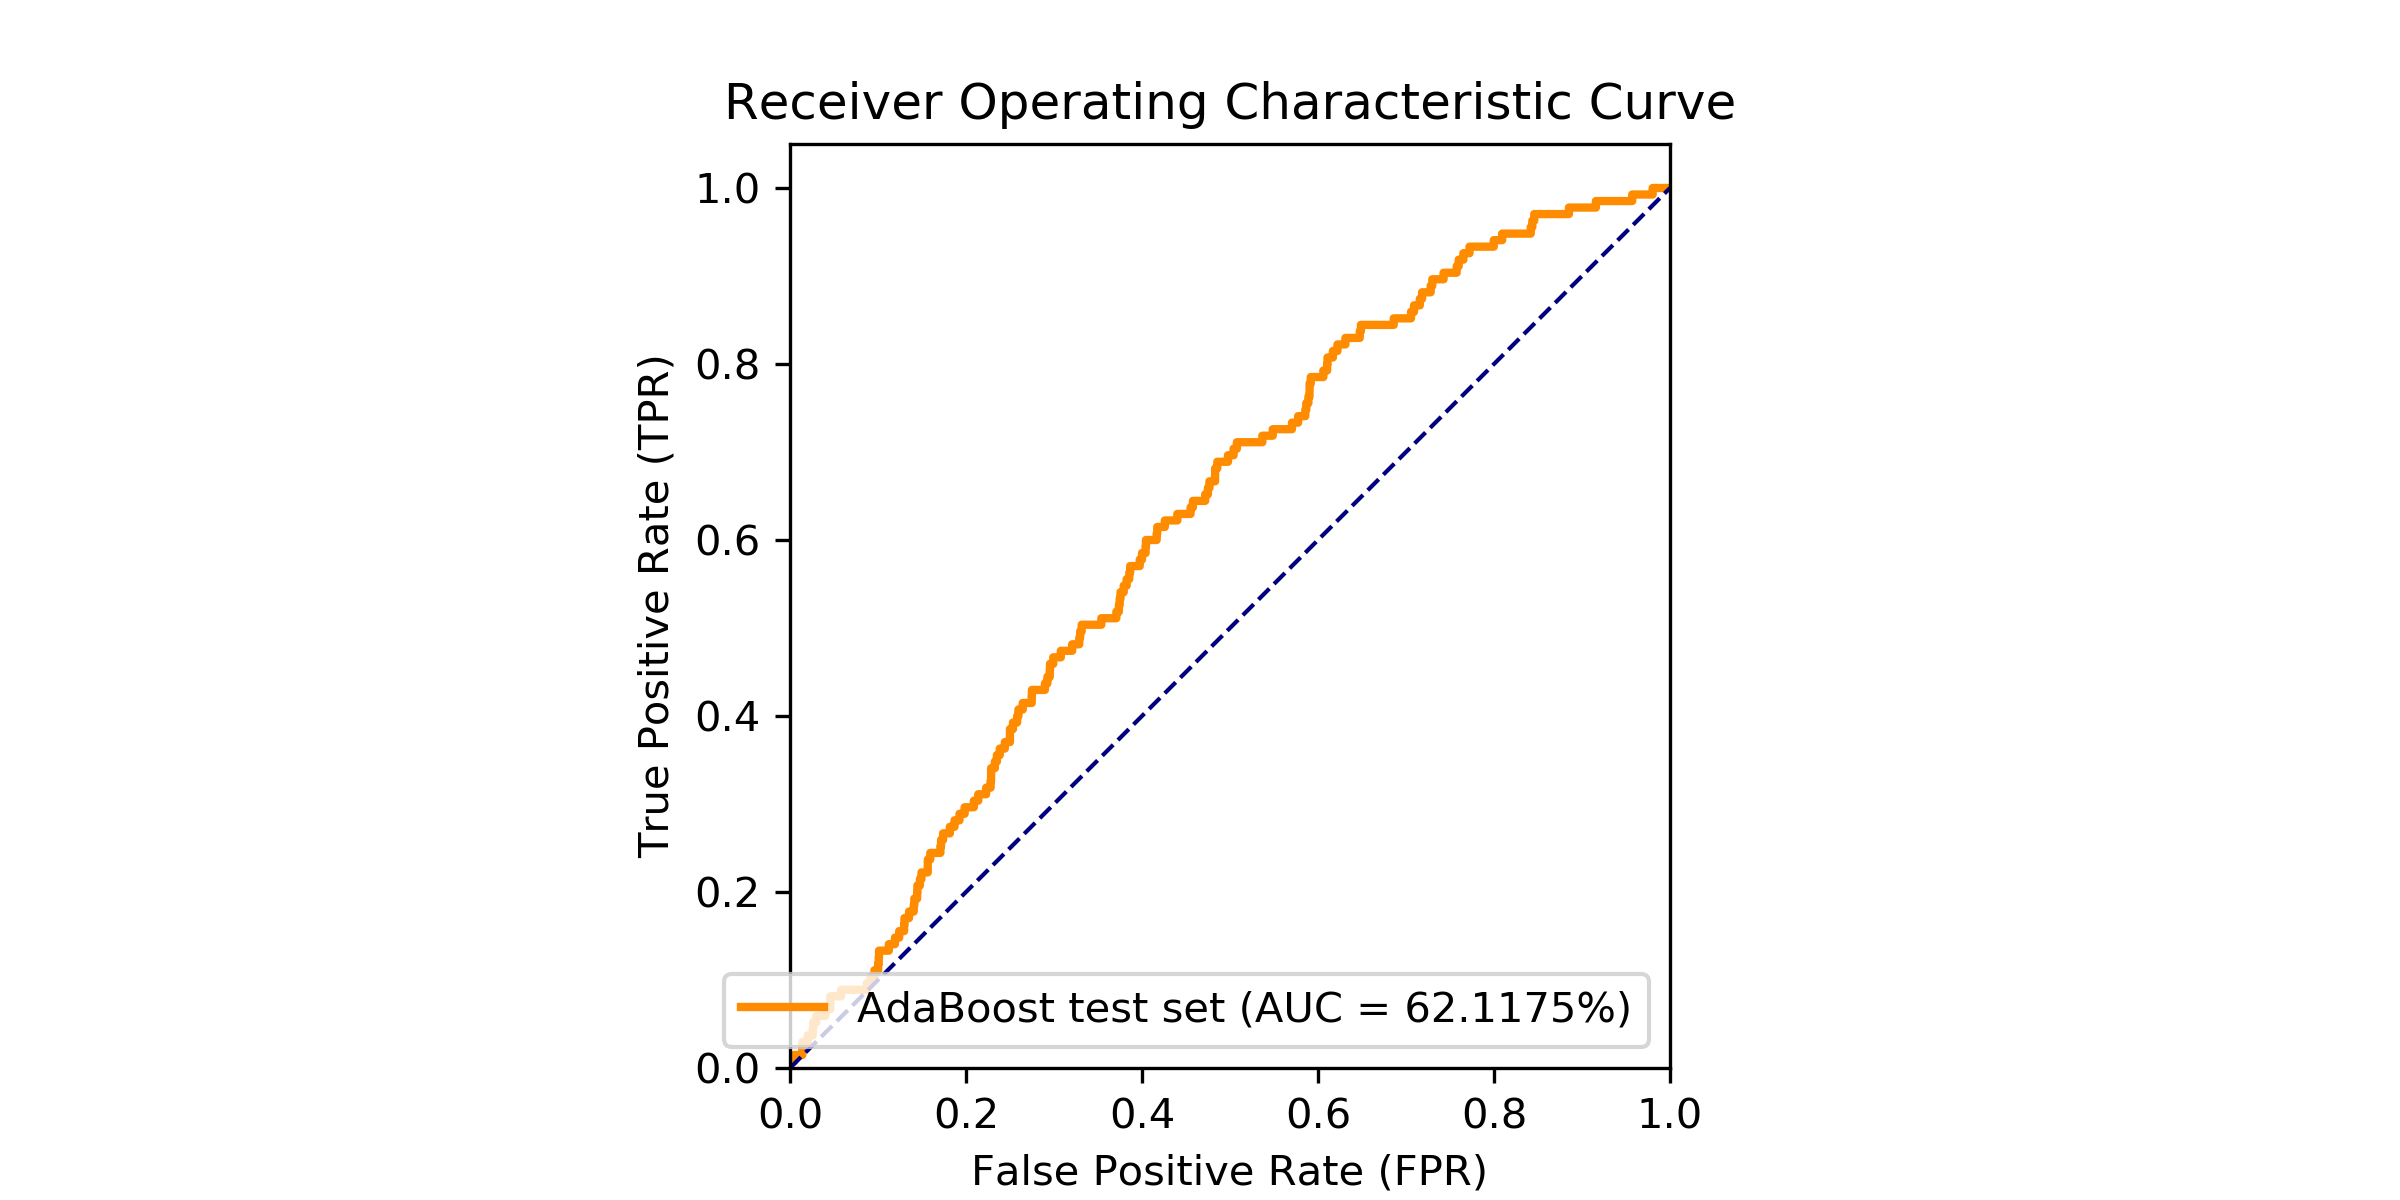 Receiver Operating Characteristic Curve
1.0
0.8
0.6
0.4
0.2
0.0
True Positive Rate (TPR)
AdaBoost test set (AUC = 62.1175%)
0.0 0.2 0.4 0.6 0.8 1.0
False Positive Rate (FPR)